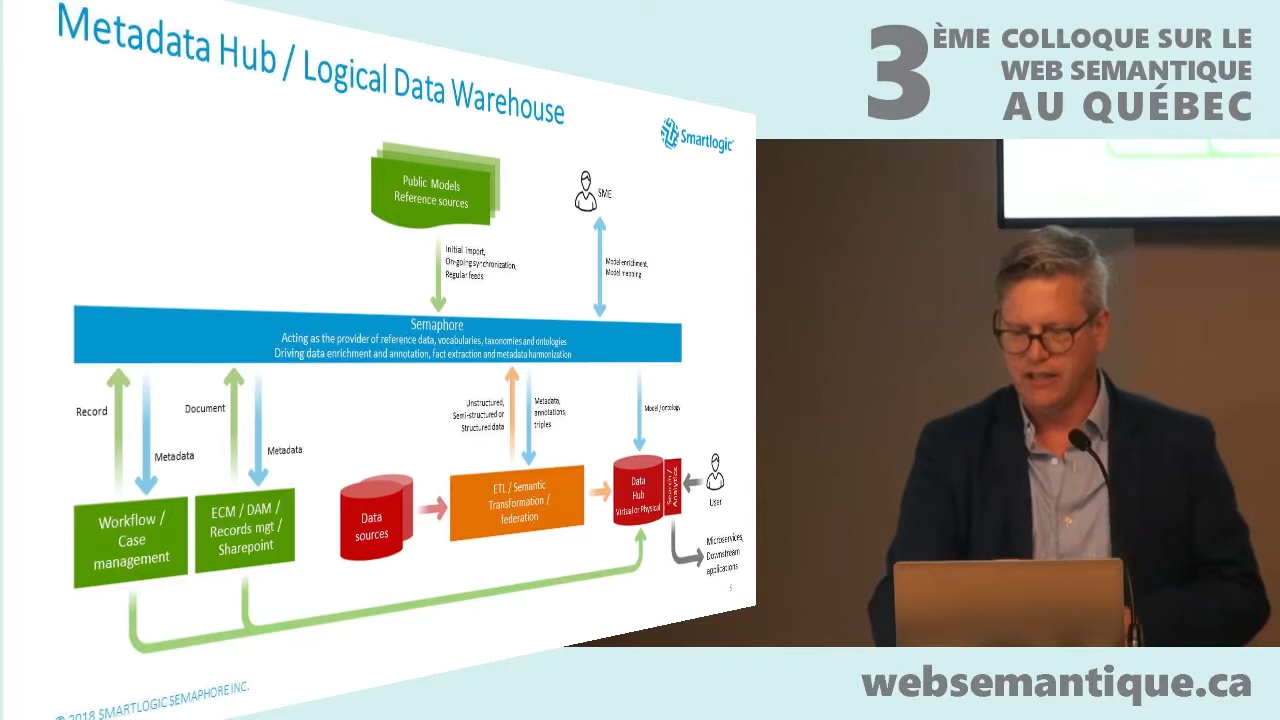 Metadata Hub / Logical Data Warehouse
Smartlogic
3ÈME COLLOQUE SUR LE
WEB SEMANTIQUE
AU QUÉBEC
Public Models
Reference sources
SME
Initial import,
On-going synchronization,
Regular feeds
Model enrichment,
Model mapping
Semaphore
Acting as the provider of reference data, vocabularies, taxonomies and ontologies
Driving data enrichment and annotation, fact extraction and metadata harmonization
Record
Metadata
Document
Metadata
Unstructured,
Semi-structured or
Structured data
Metadata,
annotations,
triples
Model / ontology
Workflow /
Case
management
ECM / DAM /
Records mgt /
Sharepoint
Data
sources
ETL / Semantic
Transformation /
federation
Data
Hub
Virtual or Physical
Search /
Analytics
User
Microservices,
Downstream
applications
5
© 2018 SMARTLOGIC SEMAPHORE INC.
websemantique.ca